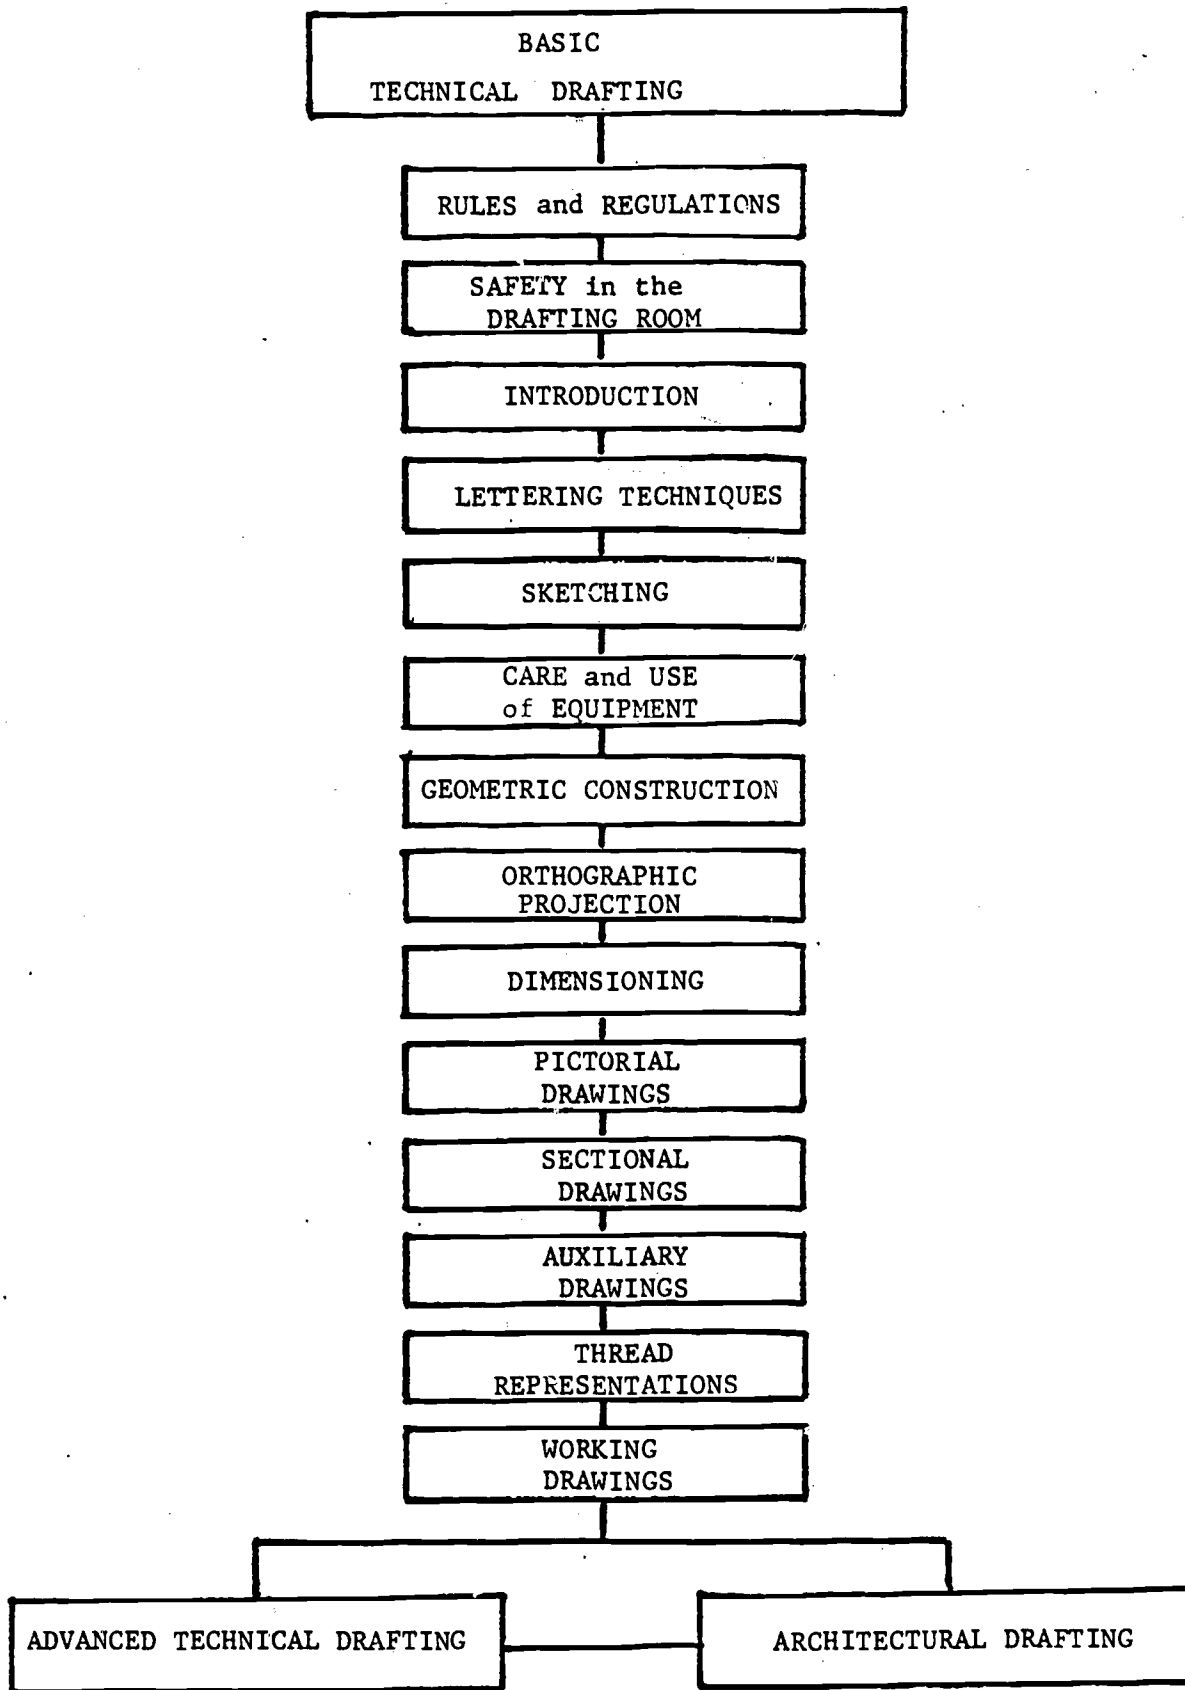 BASIC
TECHNICAL DRAFTING
RULES and REGULATIONS
SAFETY in the
DRAFTING ROOM
INTRODUCTION
LETTERING TECHNIQUES
SKETCHING
CARE and USE
of EQUIPMENT
GEOMETRIC CONSTRUCTION
ORTHOGRAPHIC
PROJECTION
DIMENSIONING
PICTORIAL
DRAWINGS
SECTIONAL
DRAWINGS
AUXILIARY
DRAWINGS
THREAD
REPRESENTATIONS
WORKING
DRAWINGS
ADVANCED TECHNICAL DRAFTING
ARCHITECTURAL DRAFTING